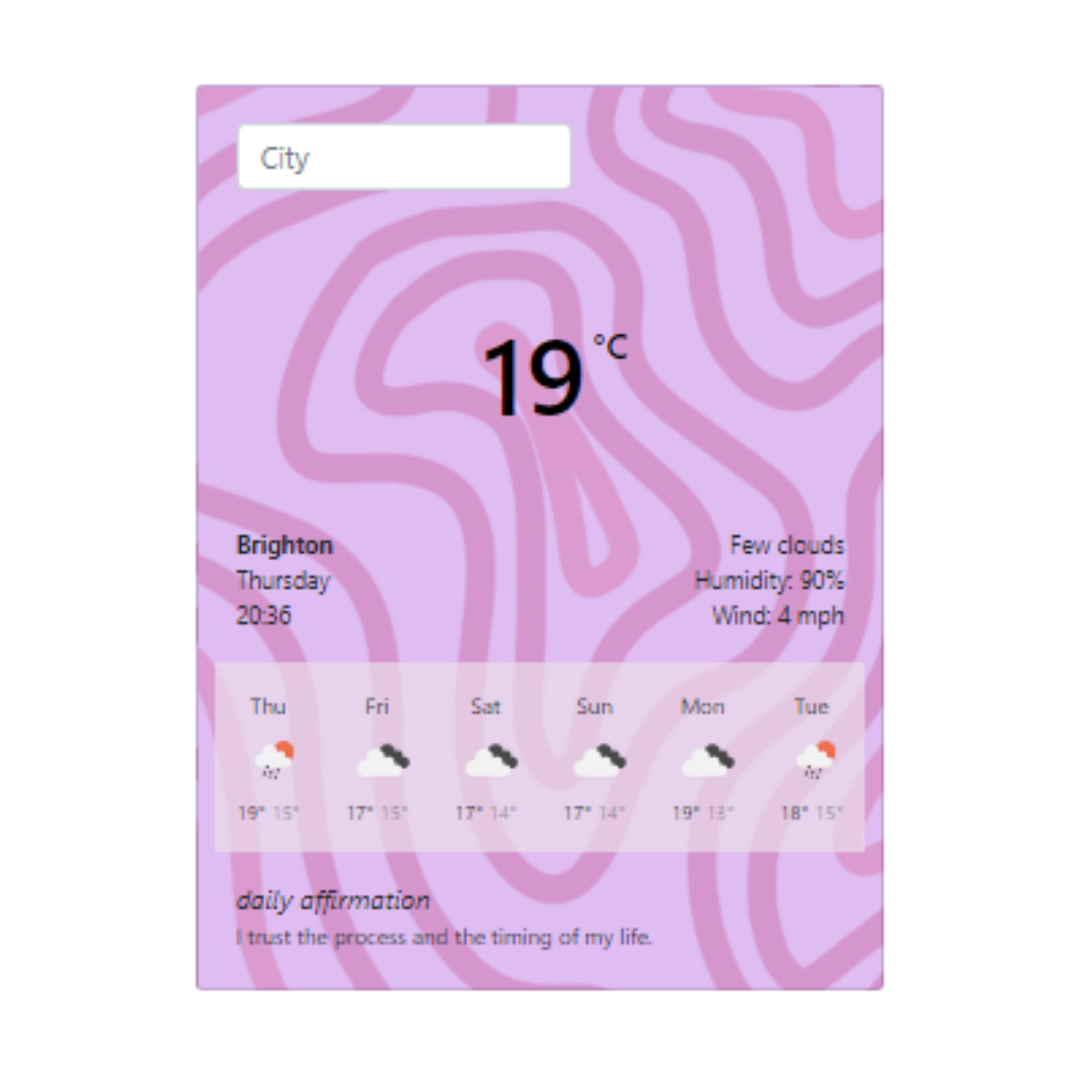 City
19 °C
Brighton
Thursday
20:36
Few clouds
Humidity: 90%
Wind: 4 mph
Thu Fri Sat Sun Mon Tue
19° 15° 17° 15° 17° 14° 17° 14° 19° 13° 18° 15°
daily affirmation
I trust the process and the timing of my life.